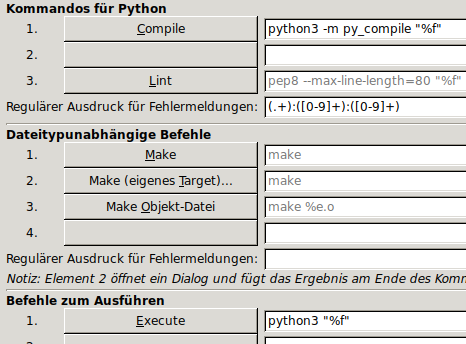 Kommandos für Python
1. Compile python3 -m py_compile "%f"
2.
3. Lint pep8 --max-line-length=80 "%f"
Regulärer Ausdruck für Fehlermeldungen: (.+):([0-9]+):([0-9]+)
Dateitypunabhängige Befehle
1. Make make
2. Make (eigenes Target)... make
3. Make Objekt-Datei make %e.o
4.
Regulärer Ausdruck für Fehlermeldungen:
Notiz: Element 2 öffnet ein Dialog und fügt das Ergebnis am Ende des
Befehle zum Ausführen
1. Execute python3 "%f"